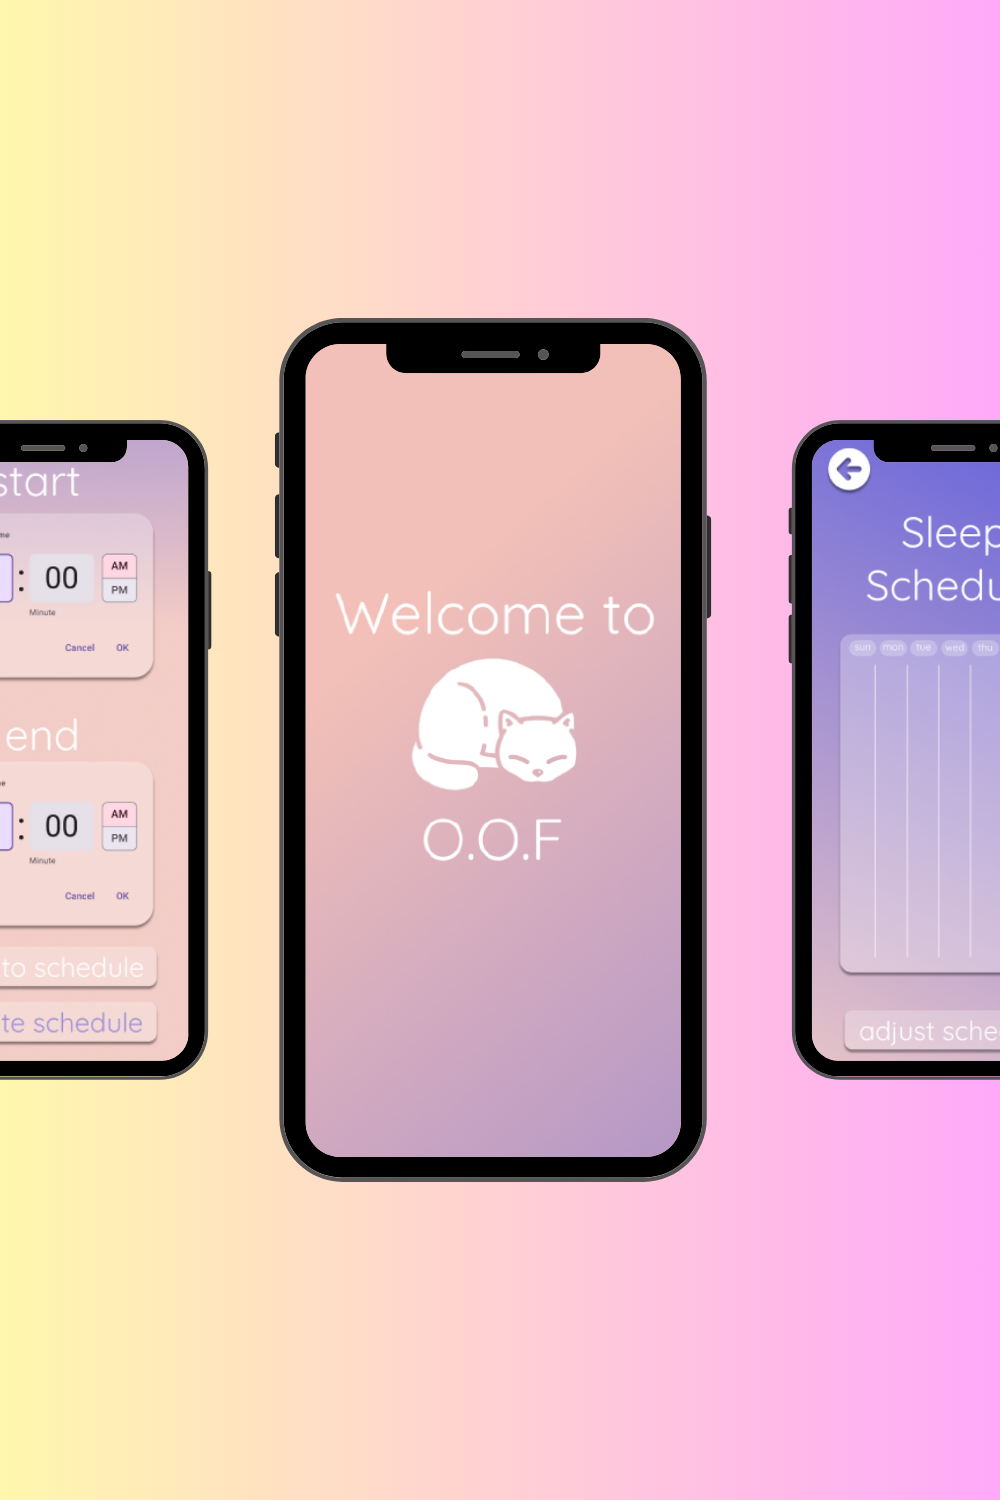 start
:
00
AM
PM
Minute
Cancel OK
end
:
00
AM
PM
Minute
Cancel OK
to schedule
te schedule
Welcome to
O.O.F
Sleep
Schedu
sun mon tue wed thu
adjust sche